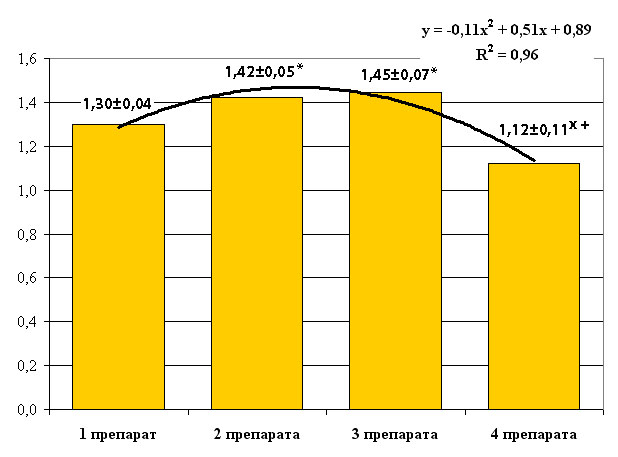 y = -0,11x² + 0,51x + 0,89
R² = 0,96
1,6
1,4
1,2
1,0
0,8
0,6
0,4
0,2
0,0
1,30±0,04
1,42±0,05*
1,45±0,07*
1,12±0,11x +
1 препарат
2 препарата
3 препарата
4 препарата